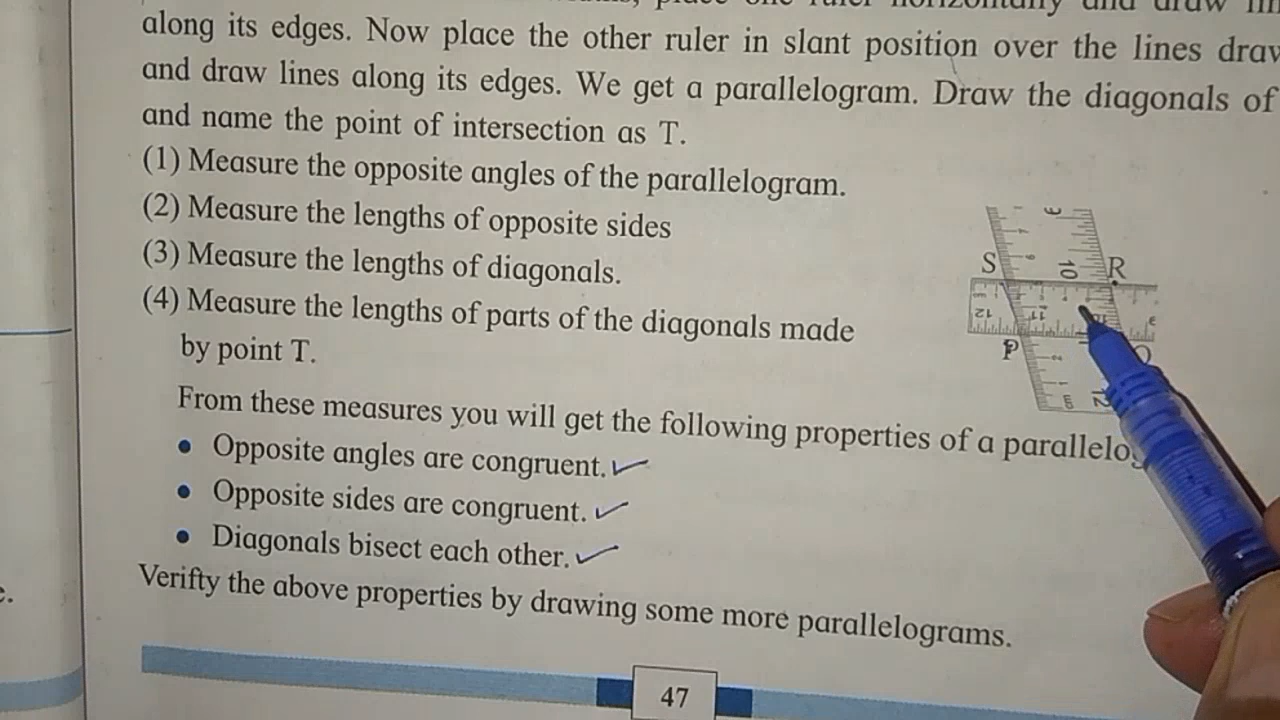 along its edges. Now place the other ruler in slant position over the lines
and draw lines along its edges. We get a parallelogram. Draw the diagonals of
and name the point of intersection as T.
(1) Measure the opposite angles of the parallelogram.
(2) Measure the lengths of opposite sides
(3) Measure the lengths of diagonals.
(4) Measure the lengths of parts of the diagonals made
by point T.
S R
12 11 10
P
From these measures you will get the following properties of a
• Opposite angles are congruent.
• Opposite sides are congruent.
• Diagonals bisect each other.
Verifty the above properties by drawing some more parallelograms.
47